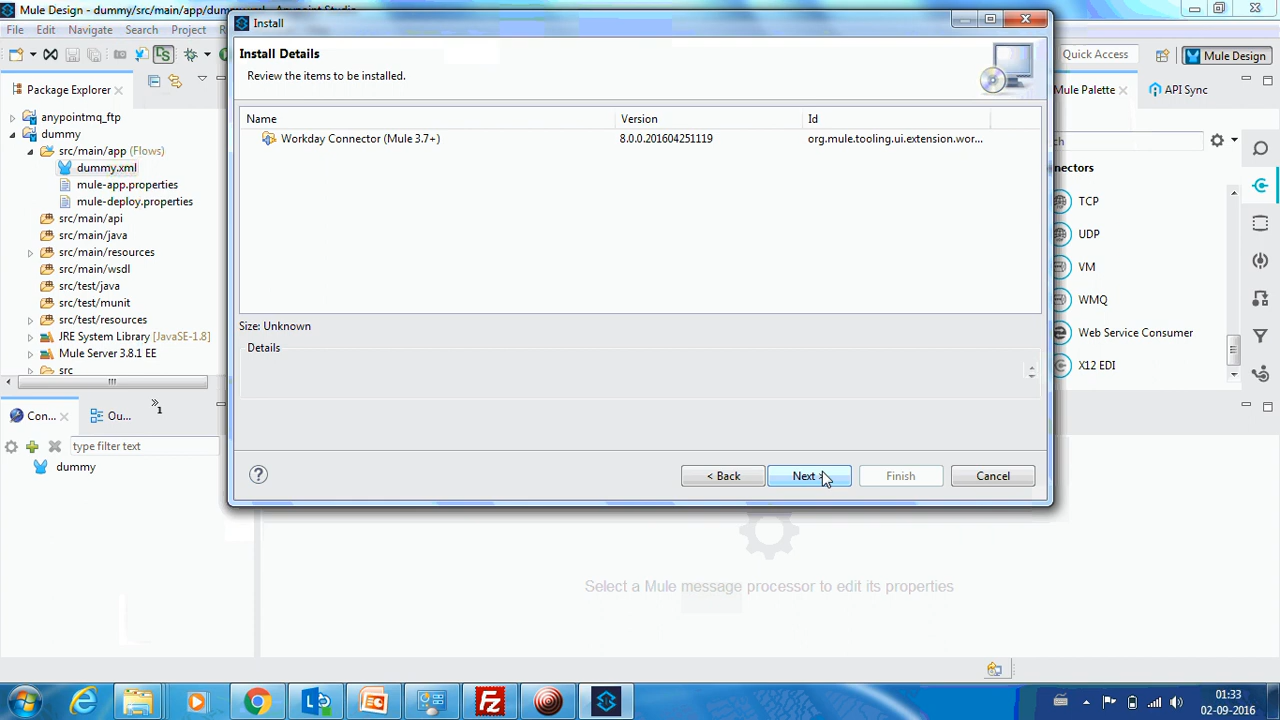 Mule Design - dummy/src/main/app/dummy.xml - Anypoint Studio
Install
File Edit Navigate Search Project
Install Details
Review the items to be installed.
Quick Access
Mule Design
Package Explorer
Mule Palette
API Sync
Name Version Id
Workday Connector (Mule 3.7+) 8.0.0.201604251119 org.mule.tooling.ui.extension.wor...
anypointmq_ftp
dummy
src/main/app (Flows)
dummy.xml
mule-app.properties
mule-deploy.properties
src/main/api
src/main/java
src/main/resources
src/main/wsdl
src/test/java
src/test/munit
src/test/resources
JRE System Library [JavaSE-1.8]
Mule Server 3.8.1 EE
src
TCP
UDP
VM
WMQ
Web Service Consumer
X12 EDI
Size: Unknown
Details
Con...
Ou...
1
type filter text
dummy
< Back
Next >
Finish
Cancel
Select a Mule message processor to edit its properties
01:33
02-09-2016